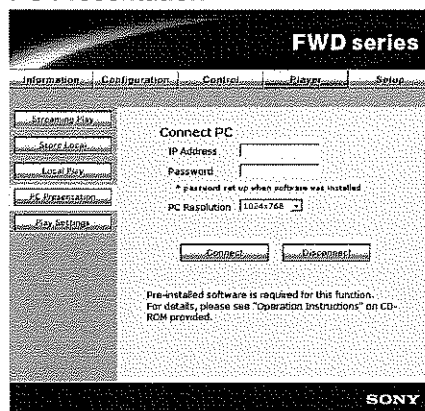 PC Presentation
FWD series
Information Configuration Control Player Setup
Streaming Play
Store Local
Local Play
PC Presentation
Play Settings
Connect PC
IP Address
Password
* password set up when software was installed
PC Resolution 1024x768
Connect Disconnect
Pre-installed software is required for this function.
For details, please see "Operation Instructions" on CD-
ROM provided.
SONY